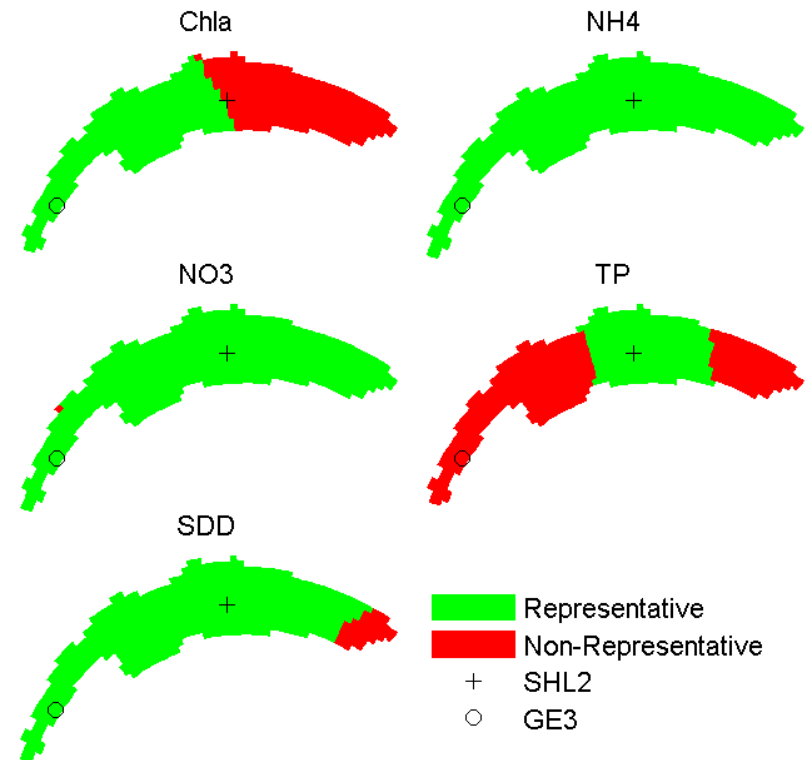 Chla
NH4
NO3
TP
SDD
Representative
Non-Representative
SHL2
GE3